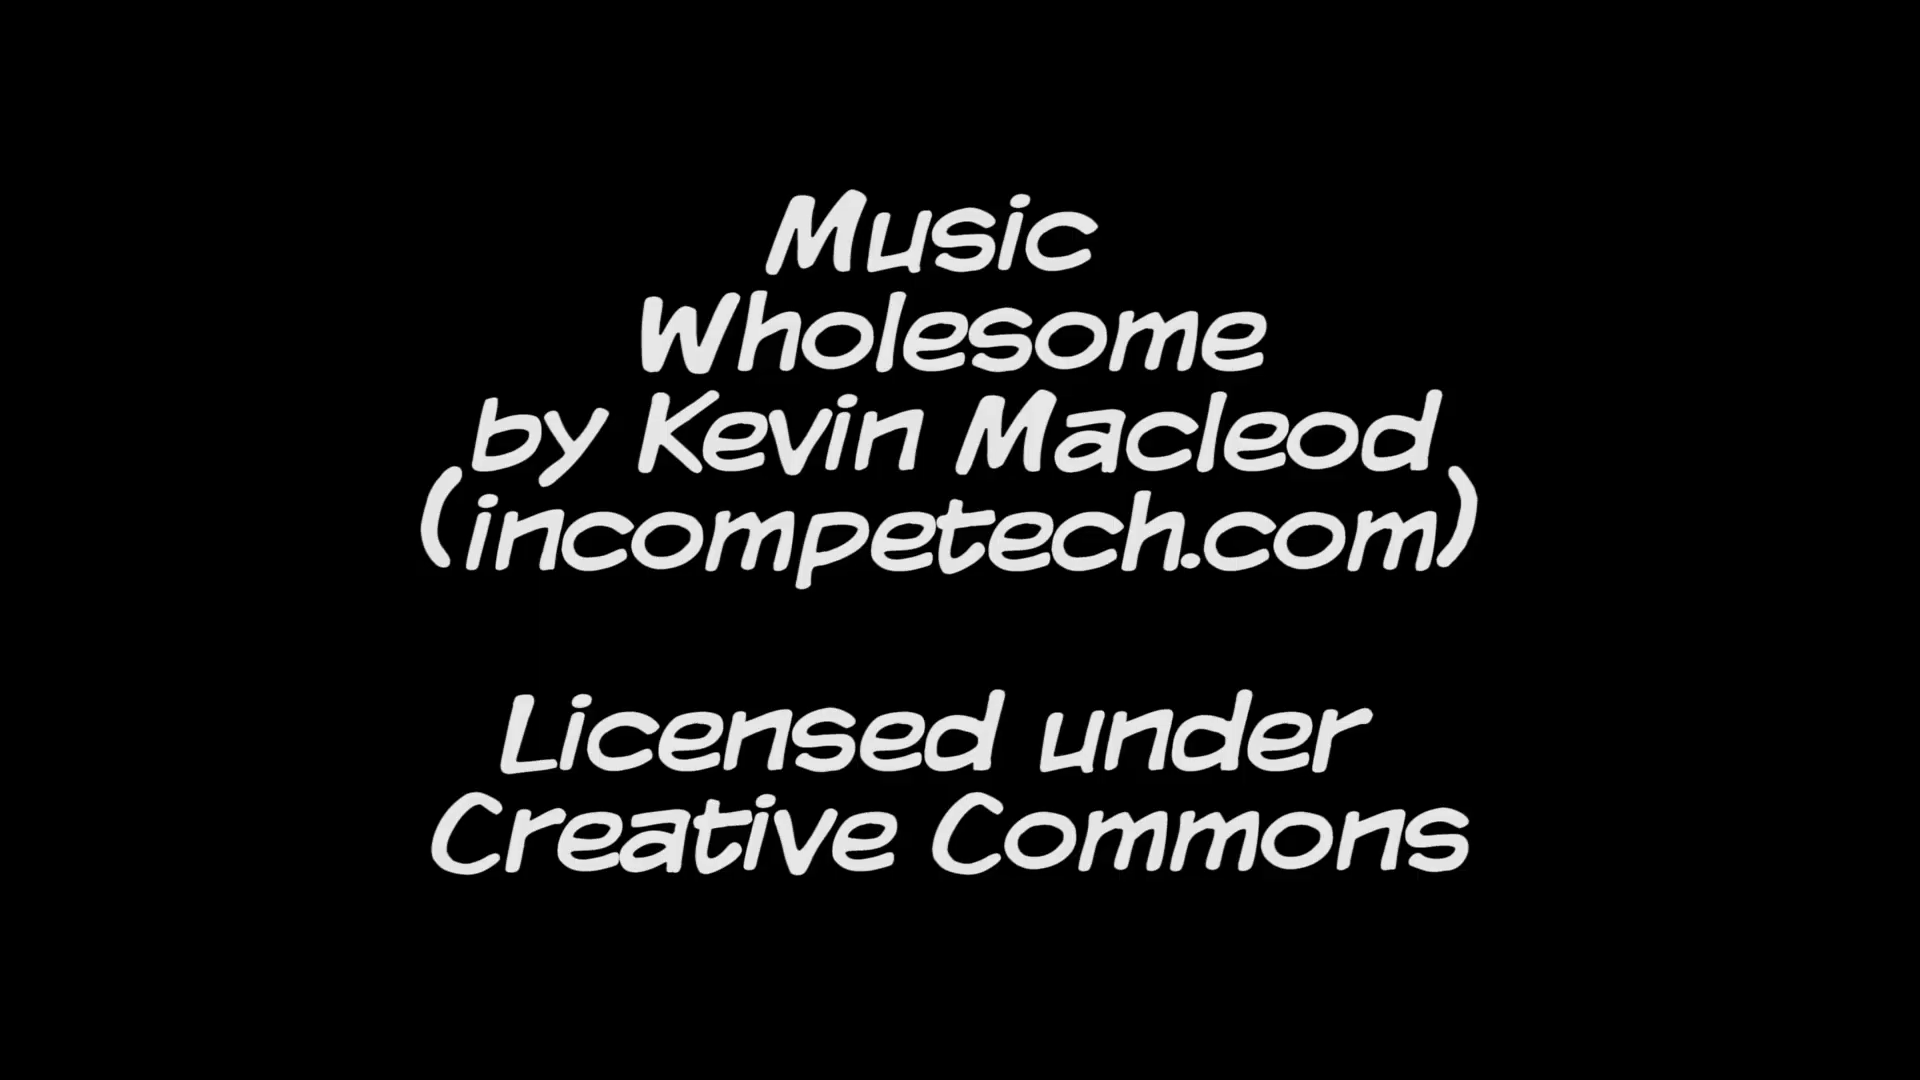 Music
Wholesome
by Kevin Macleod
(incompetech.com)
Licensed under
Creative Commons